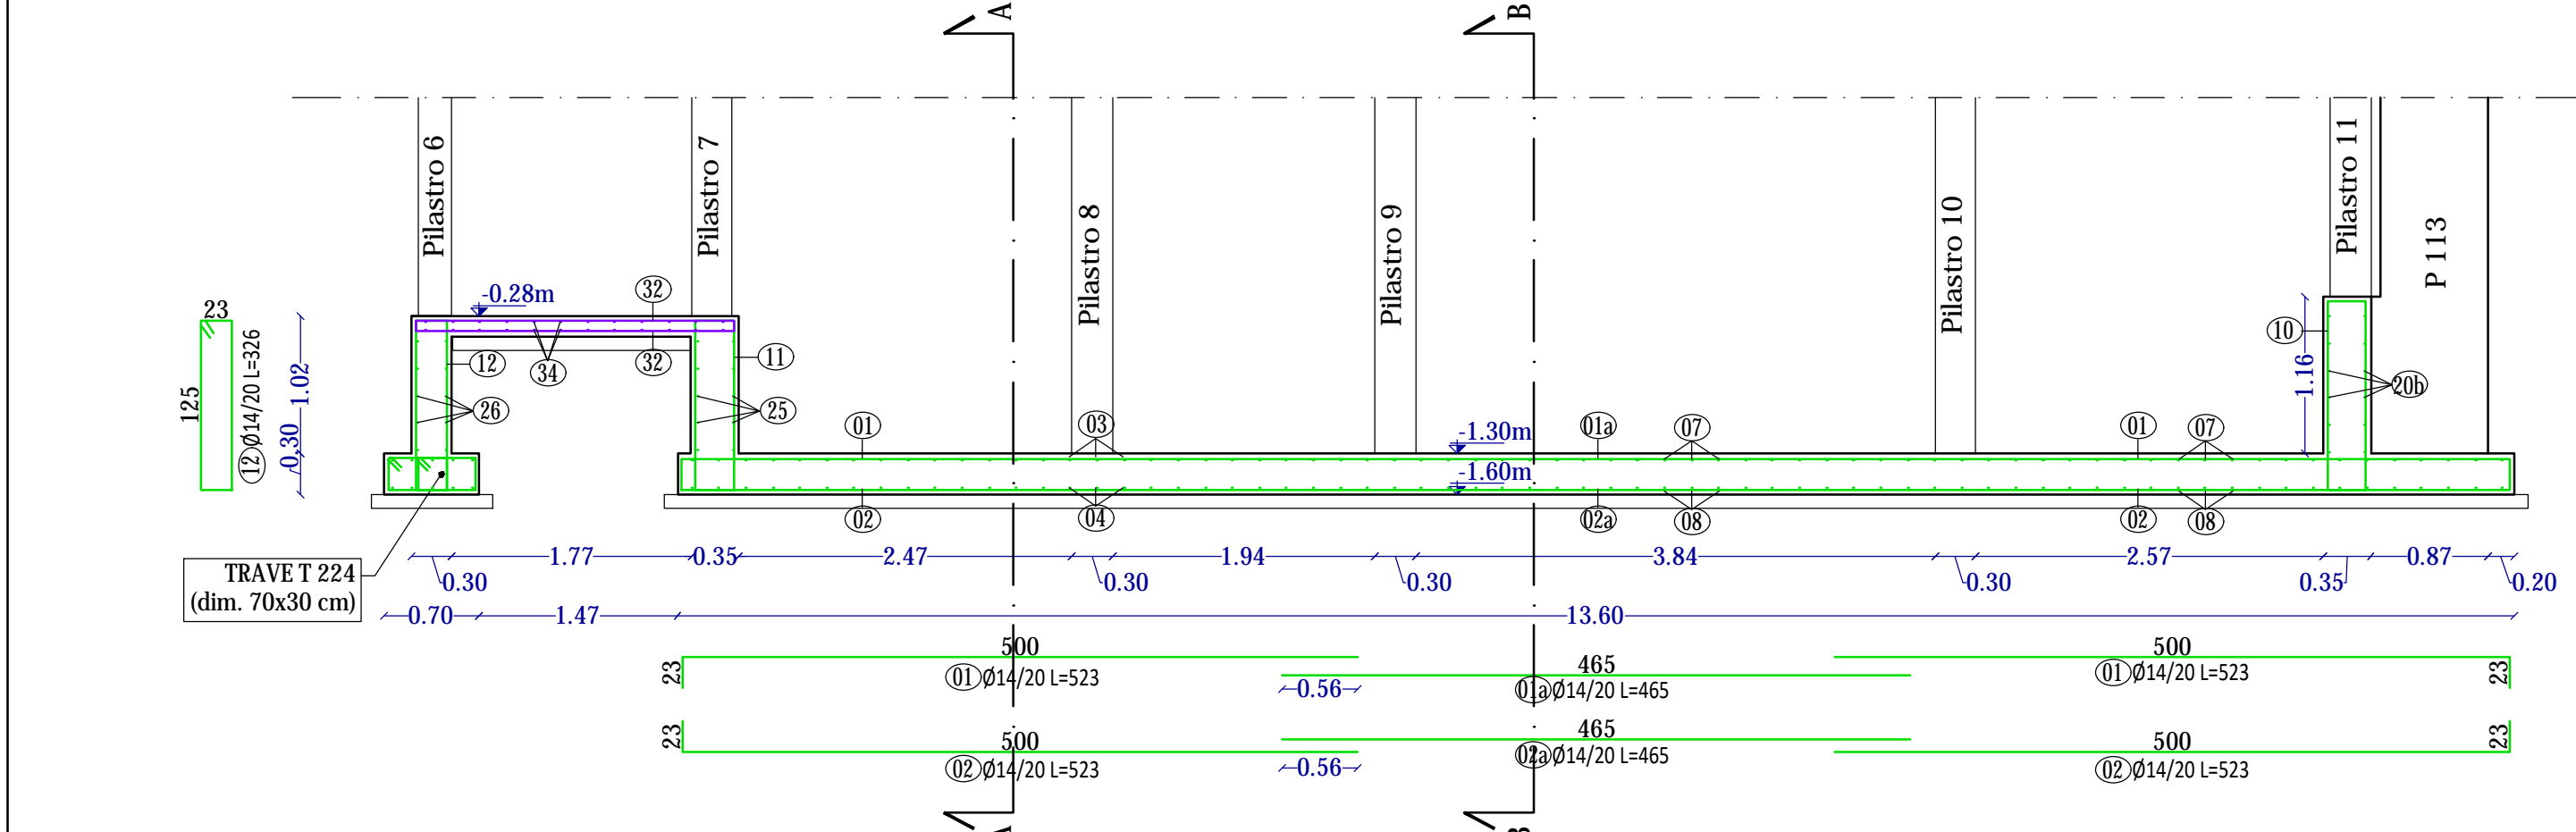 A
B
Pilastro 6
Pilastro 7
Pilastro 8
Pilastro 9
Pilastro 10
Pilastro 11
P 113
-0.28m
32
32
34
12
11
26
25
10
20b
1.16
23
125
12 Ø14/20 L=326
0.30
1.02
01
03
-1.30m
01a
07
01
07
-1.60m
02
04
02a
08
02
08
TRAVE T 224
(dim. 70x30 cm)
1.77
0.35
2.47
1.94
3.84
2.57
0.87
0.30
0.30
0.30
0.30
0.35
0.20
0.70
1.47
13.60
500
23
01 Ø14/20 L=523
465
0.56
01a Ø14/20 L=465
500
01 Ø14/20 L=523
23
23
500
02 Ø14/20 L=523
465
0.56
02a Ø14/20 L=465
500
02 Ø14/20 L=523
23
A
B